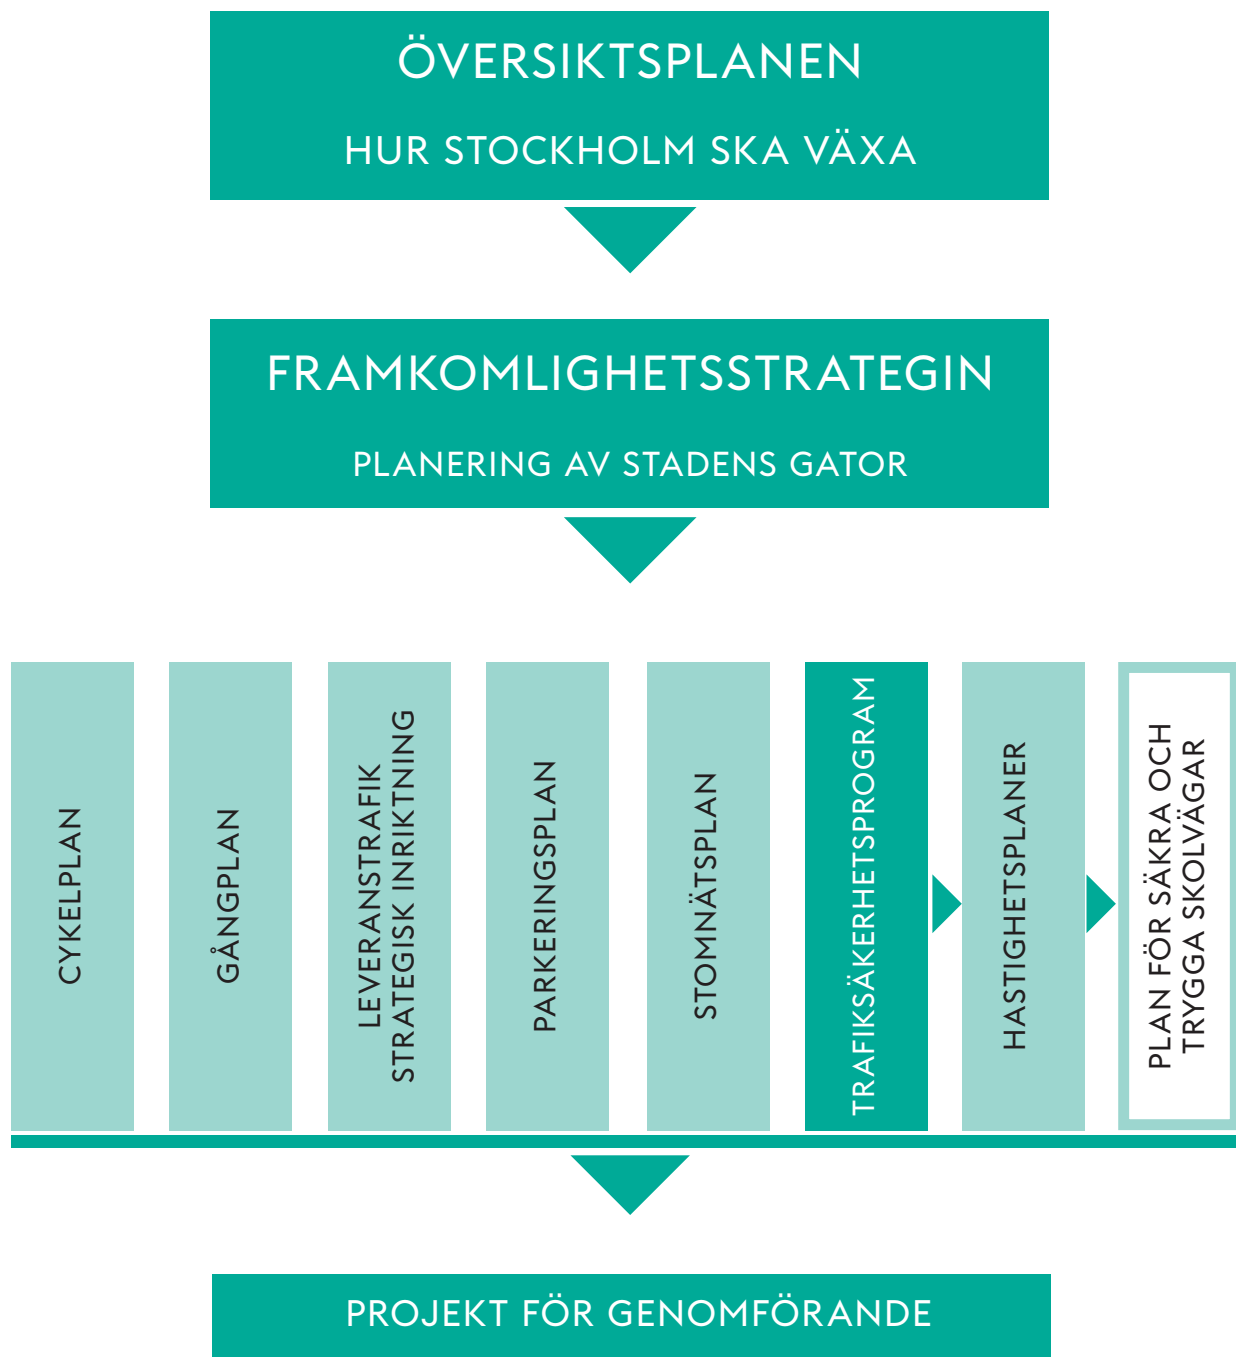 ÖVERSIKTSPLANEN
HUR STOCKHOLM SKA VÄXA
FRAMKOMLIGHETSSTRATEGIN
PLANERING AV STADENS GATOR
CYKELPLAN
GÅNGPLAN
LEVERANSTRAFIK
STRATEGISK INRIKTNING
PARKERINGSPLAN
STOMNÄTSPLAN
TRAFIKSÄKERHETSPROGRAM
HASTIGHETSPLANER
PLAN FÖR SÄKRA OCH
TRYGGA SKOLVÄGAR
PROJEKT FÖR GENOMFÖRANDE